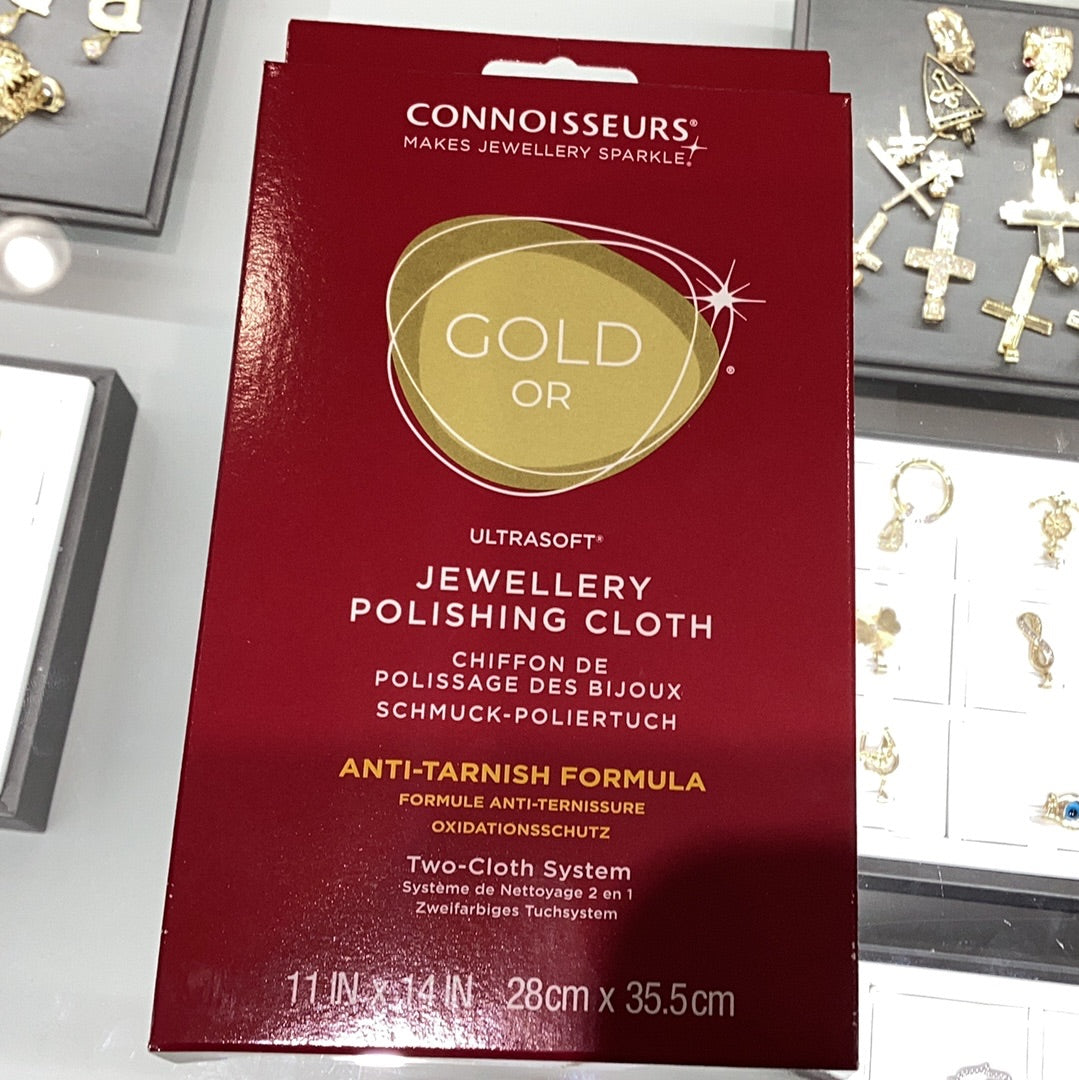 CONNOISSEURS®
MAKES JEWELLERY SPARKLE!®
GOLD
OR
®
ULTRASOFT®
JEWELLERY
POLISHING CLOTH
CHIFFON DE
POLISSAGE DES BIJOUX
SCHMUCK-POLIERTUCH
ANTI-TARNISH FORMULA
FORMULE ANTI-TERNISSURE
OXIDATIONSSCHUTZ
Two-Cloth System
Système de Nettoyage 2 en 1
Zweifarbiges Tuchsystem
11 IN x 14 IN 28cm x 35.5cm